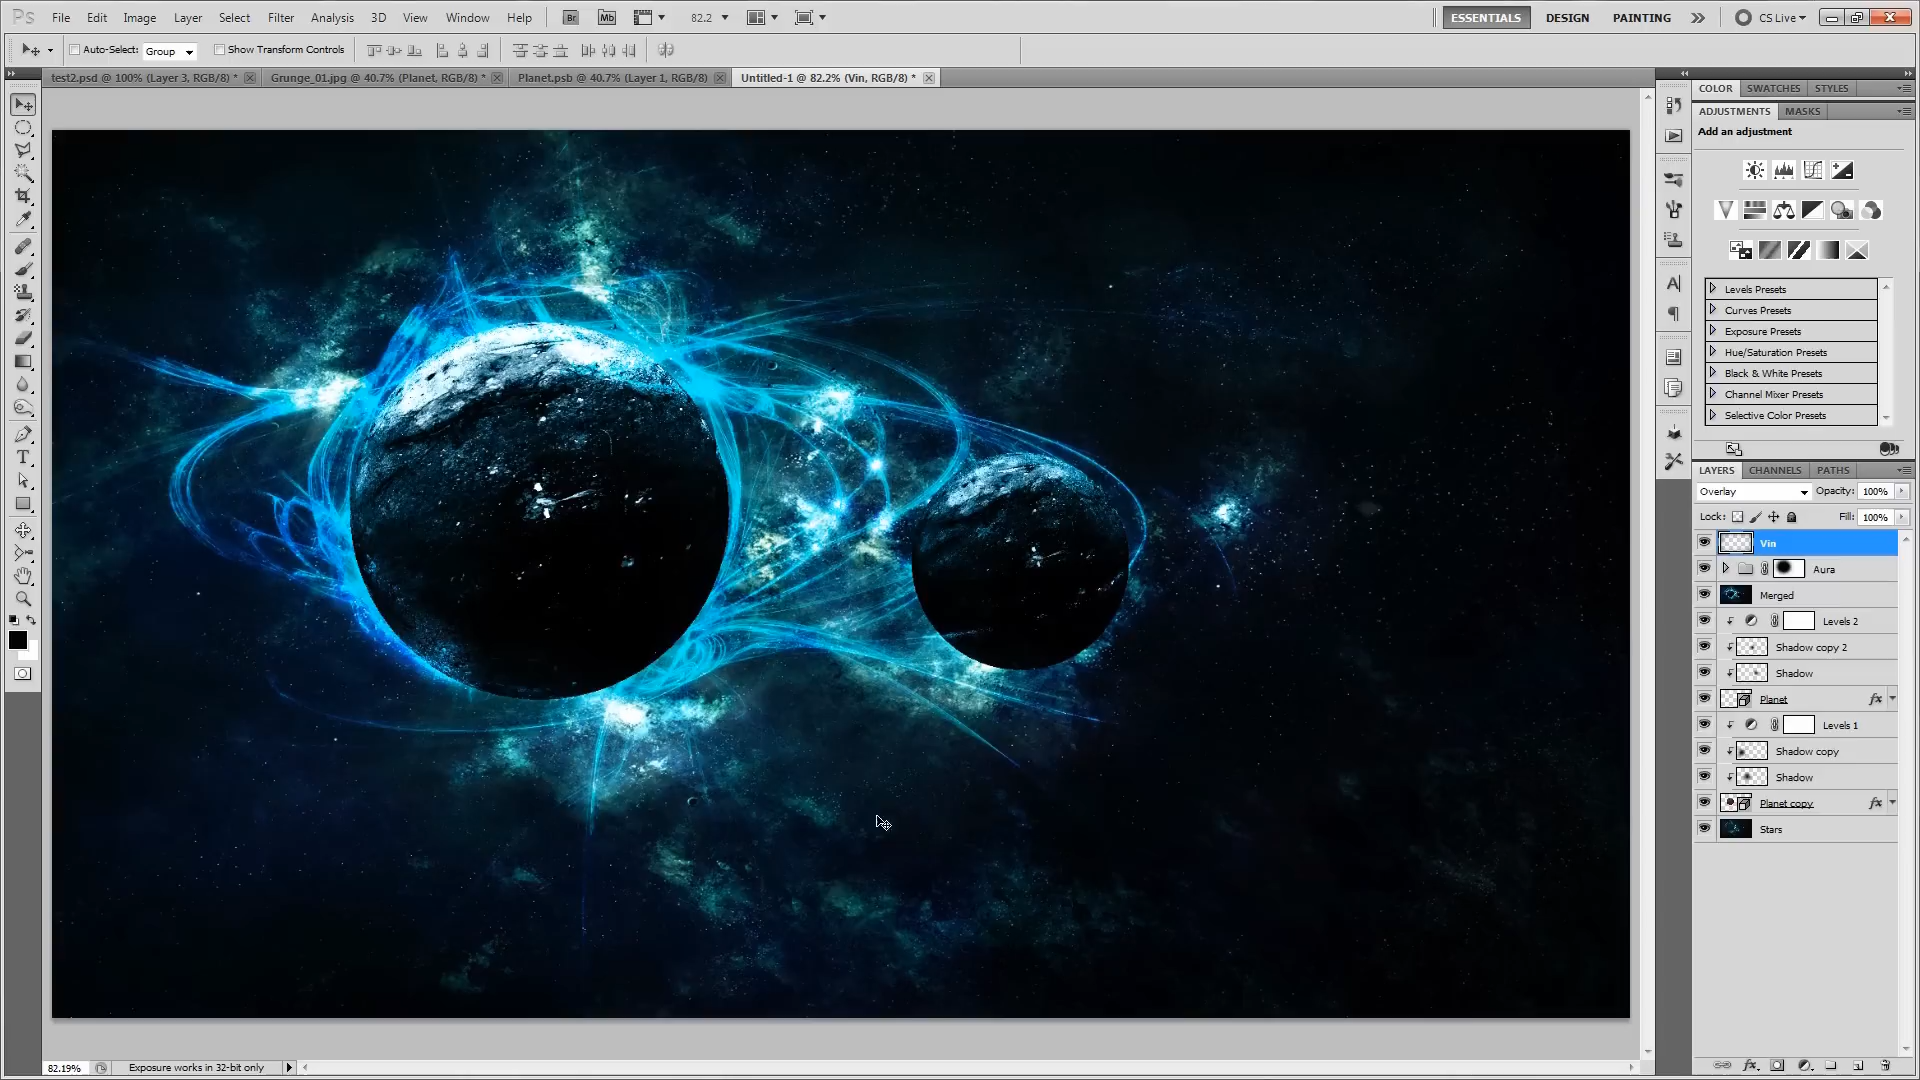 Ps File Edit Image Layer Select Filter Analysis 3D View Window Help Br Mb 82.2 ESSENTIALS DESIGN PAINTING CS Live
Auto-Select: Group Show Transform Controls
test2.psd @ 100% (Layer 3, RGB/8) * Grunge_01.jpg @ 40.7% (Planet, RGB/8) * Planet.psb @ 40.7% (Layer 1, RGB/8) Untitled-1 @ 82.2% (Vin, RGB/8) *
COLOR SWATCHES STYLES
ADJUSTMENTS MASKS
Add an adjustment
Levels Presets
Curves Presets
Exposure Presets
Hue/Saturation Presets
Black & White Presets
Channel Mixer Presets
Selective Color Presets
LAYERS CHANNELS PATHS
Overlay Opacity: 100%
Lock: Fill: 100%
Vin
Aura
Merged
Levels 2
Shadow copy 2
Shadow
Planet fx
Levels 1
Shadow copy
Shadow
Planet copy fx
Stars
82.19% Exposure works in 32-bit only